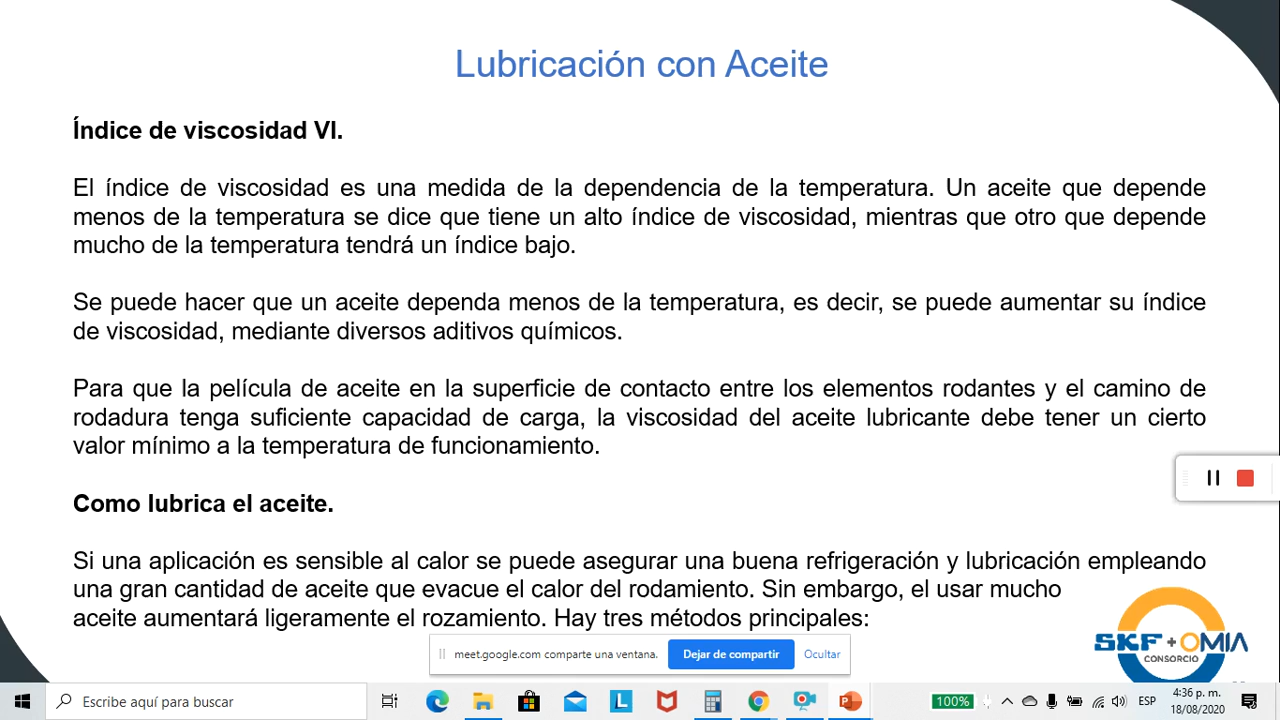 Lubricación con Aceite
Índice de viscosidad VI.
El índice de viscosidad es una medida de la dependencia de la temperatura. Un aceite que depende
menos de la temperatura se dice que tiene un alto índice de viscosidad, mientras que otro que depende
mucho de la temperatura tendrá un índice bajo.
Se puede hacer que un aceite dependa menos de la temperatura, es decir, se puede aumentar su índice
de viscosidad, mediante diversos aditivos químicos.
Para que la película de aceite en la superficie de contacto entre los elementos rodantes y el camino de
rodadura tenga suficiente capacidad de carga, la viscosidad del aceite lubricante debe tener un cierto
valor mínimo a la temperatura de funcionamiento.
Como lubrica el aceite.
Si una aplicación es sensible al calor se puede asegurar una buena refrigeración y lubricación empleando
una gran cantidad de aceite que evacue el calor del rodamiento. Sin embargo, el usar mucho
aceite aumentará ligeramente el rozamiento. Hay tres métodos principales:
SKF + OMIA
CONSORCIO
meet.google.com comparte una ventana.
Dejar de compartir
Ocultar
Escribe aquí para buscar
L
P
100%
ESP
4:36 p. m.
18/08/2020